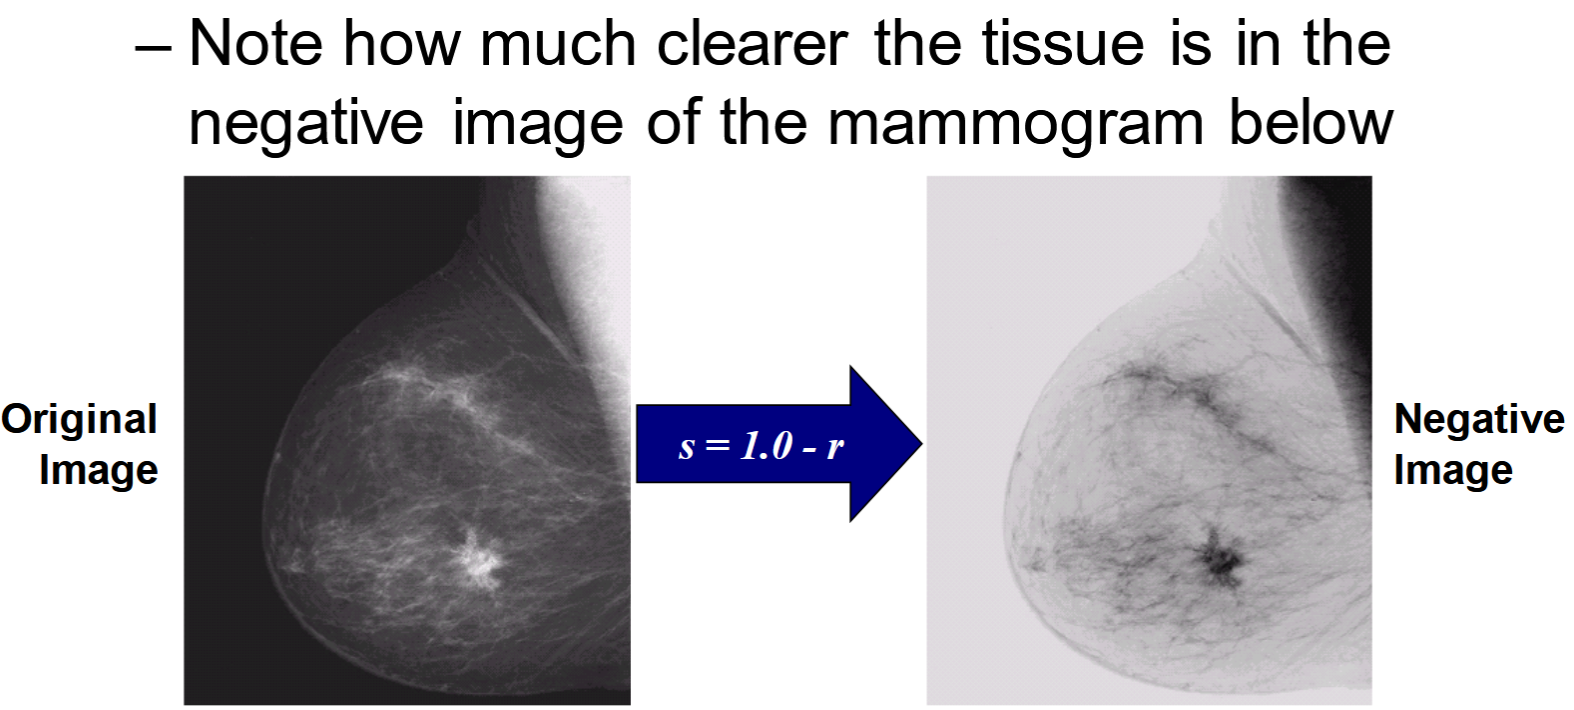 – Note how much clearer the tissue is in the
negative image of the mammogram below
Original
Image
s = 1.0 - r
Negative
Image